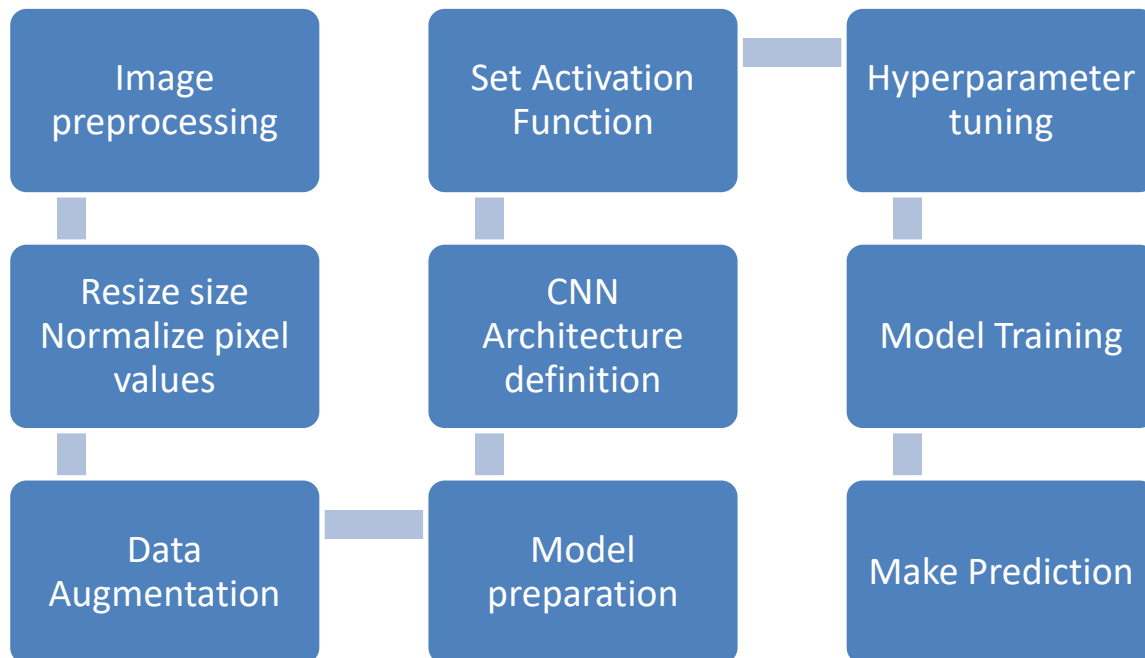 Image
preprocessing
Resize size
Normalize pixel
values
Data
Augmentation
Model
preparation
CNN
Architecture
definition
Set Activation
Function
Hyperparameter
tuning
Model Training
Make Prediction